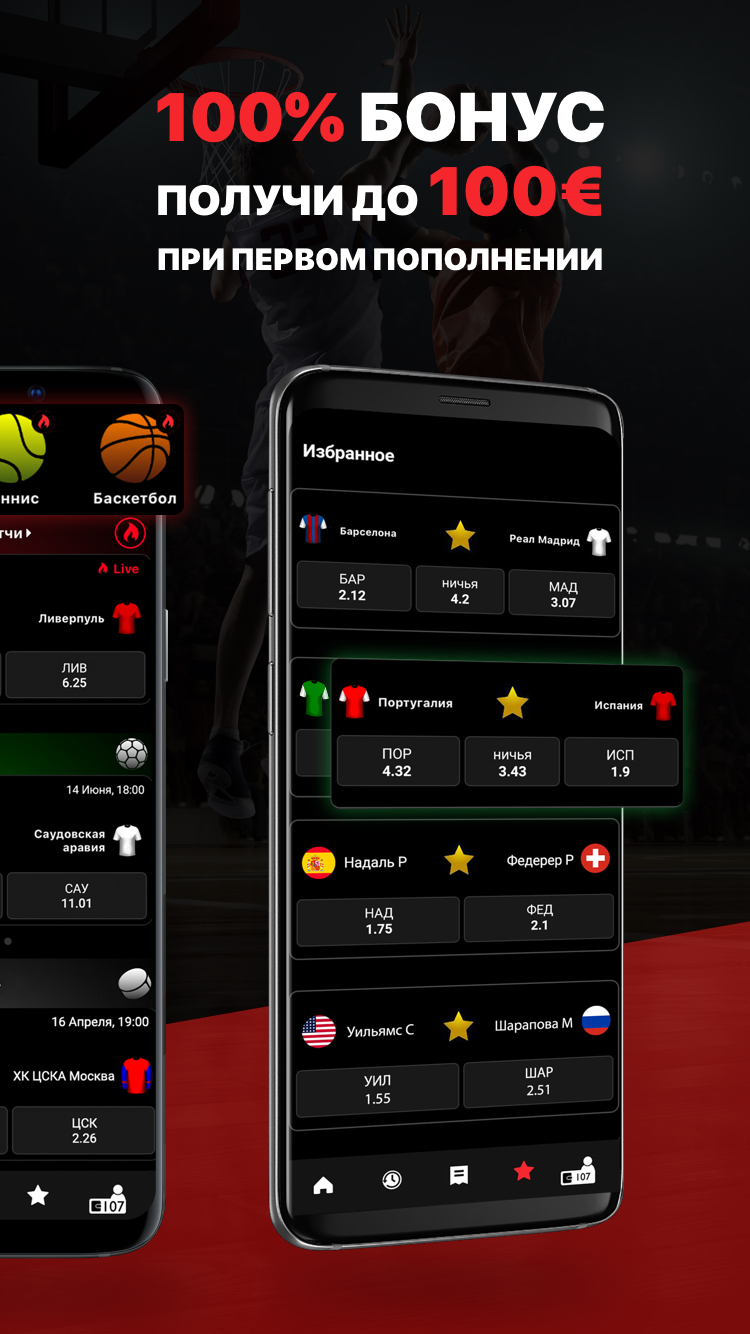 100% БОНУС
ПОЛУЧИ ДО 100€
ПРИ ПЕРВОМ ПОПОЛНЕНИИ
ннис
Баскетбол
тчи
Live
Ливерпуль
ЛИВ
6.25
14 Июня, 18:00
Саудовская
аравия
САУ
11.01
16 Апреля, 19:00
ХК ЦСКА Москва
ЦСК
2.26
107
Избранное
Барселона
Реал Мадрид
БАР
2.12
ничья
4.2
МАД
3.07
Португалия
Испания
ПОР
4.32
ничья
3.43
ИСП
1.9
Надаль Р
Федерер Р
НАД
1.75
ФЕД
2.1
Уильямс С
Шарапова М
УИЛ
1.55
ШАР
2.51
107